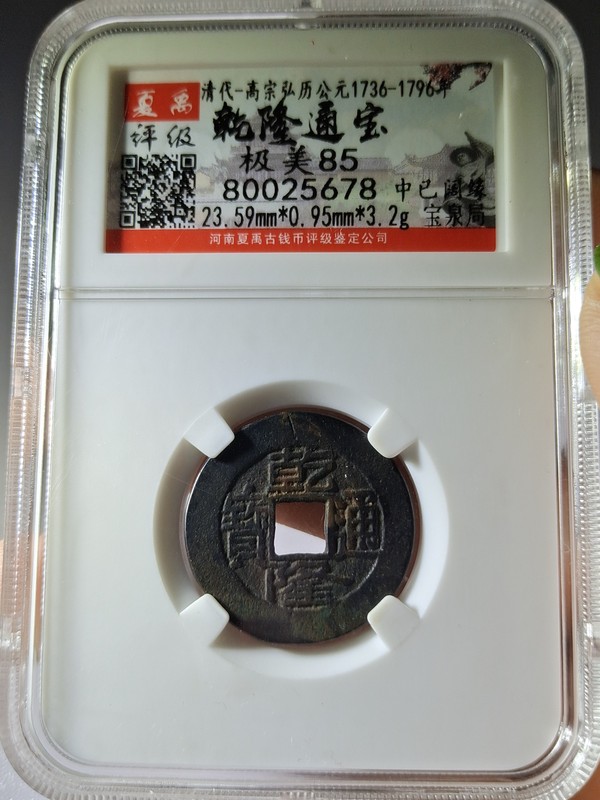 夏禹
评级
清代-高宗弘历公元1736-1796年
乾隆通宝
极美85
80025678 中已阔缘
23.59mm*0.95mm*3.2g 宝泉局
河南夏禹古钱币评级鉴定公司
乾隆通寳